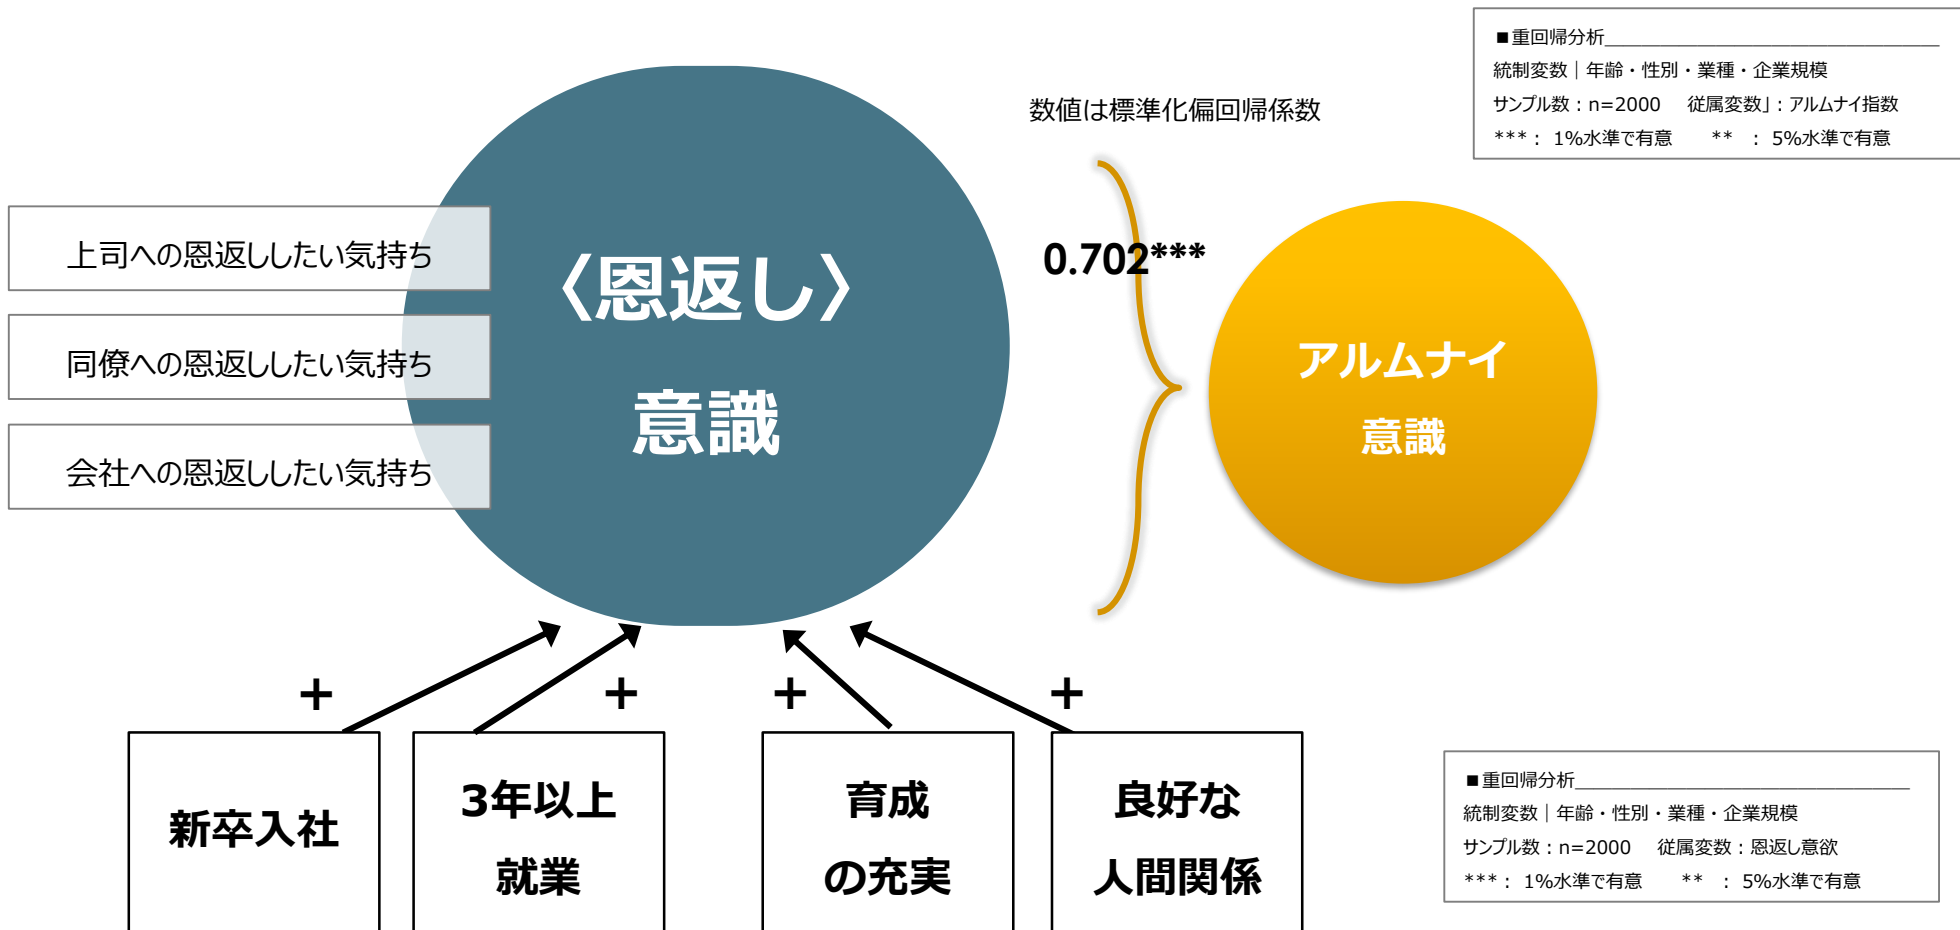 ■重回帰分析
統制変数｜年齢・性別・業種・企業規模
サンプル数：n=2000　従属変数」：アルムナイ指数
***： 1%水準で有意　** ： 5%水準で有意
数値は標準化偏回帰係数
上司への恩返ししたい気持ち
同僚への恩返ししたい気持ち
会社への恩返ししたい気持ち
〈恩返し〉
意識
0.702***
アルムナイ
意識
+
+
+
+
新卒入社
3年以上
就業
育成
の充実
良好な
人間関係
■重回帰分析
統制変数｜年齢・性別・業種・企業規模
サンプル数：n=2000　従属変数：恩返し意欲
***： 1%水準で有意　** ： 5%水準で有意